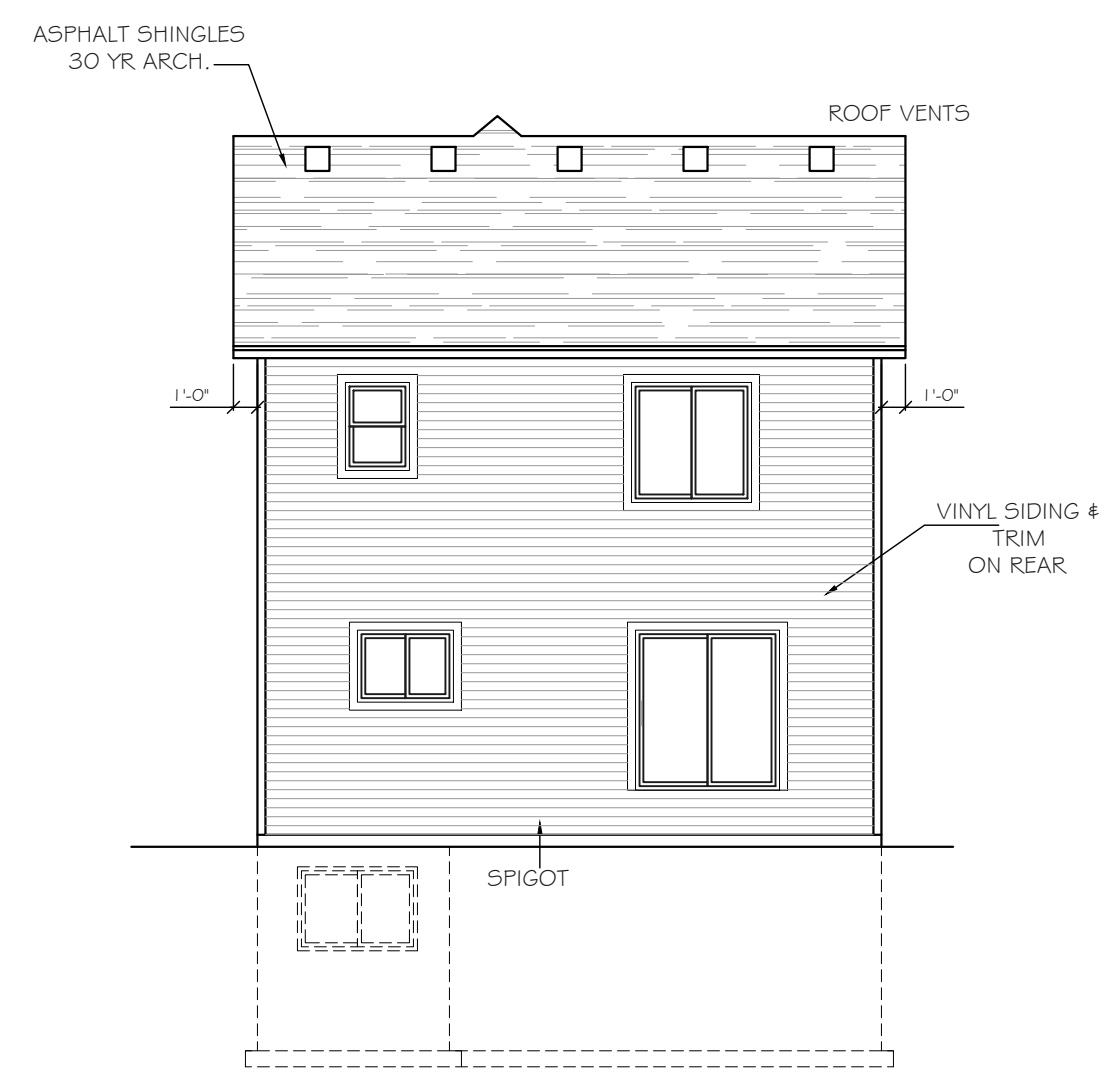 ASPHALT SHINGLES
30 YR ARCH.
ROOF VENTS
1'-0"
1'-0"
VINYL SIDING &
TRIM
ON REAR
SPIGOT